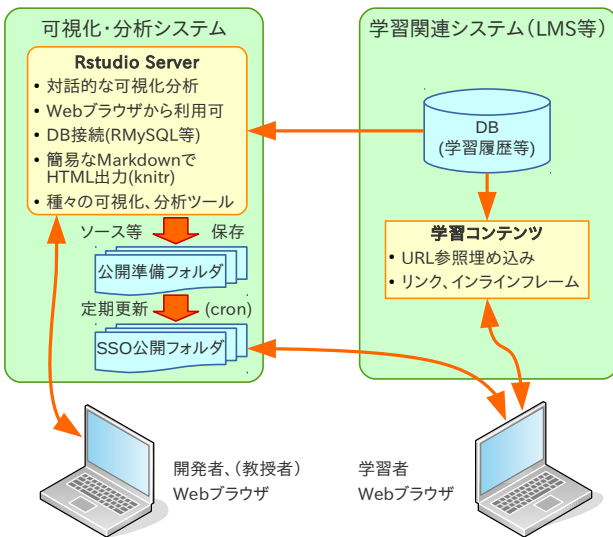 可視化・分析システム
Rstudio Server
• 対話的な可視化分析
• Webブラウザから利用可
• DB接続(RMySQL等)
• 簡易なMarkdownで
HTML出力(knitr)
• 種々の可視化、分析ツール
ソース等 保存
公開準備フォルダ
定期更新 (cron)
SSO公開フォルダ
学習関連システム(LMS等)
DB
(学習履歴等)
学習コンテンツ
• URL参照埋め込み
• リンク、インラインフレーム
開発者、(教授者)
Webブラウザ
学習者
Webブラウザ